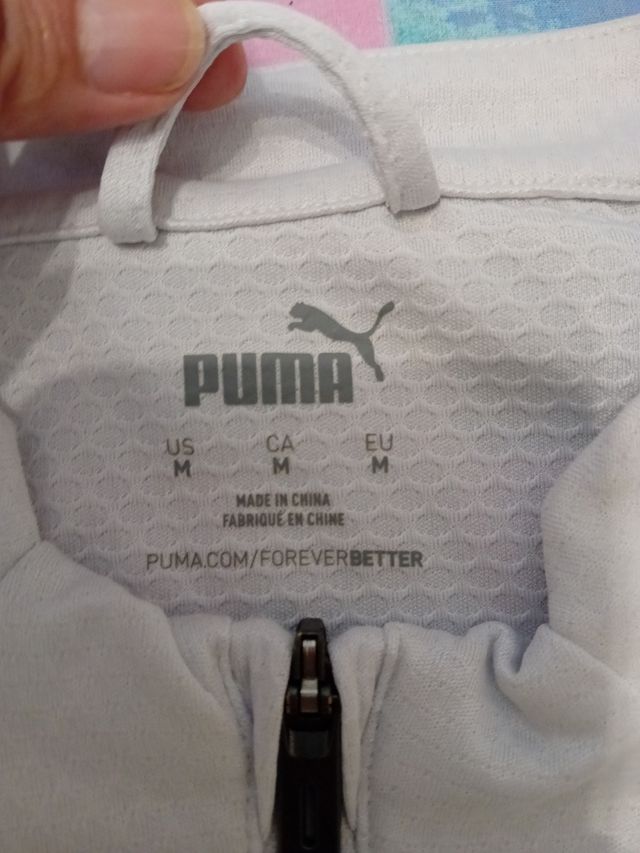 PUMA
US CA EU
M M M
MADE IN CHINA
FABRIQUÉ EN CHINE
PUMA.COM/FOREVERBETTER